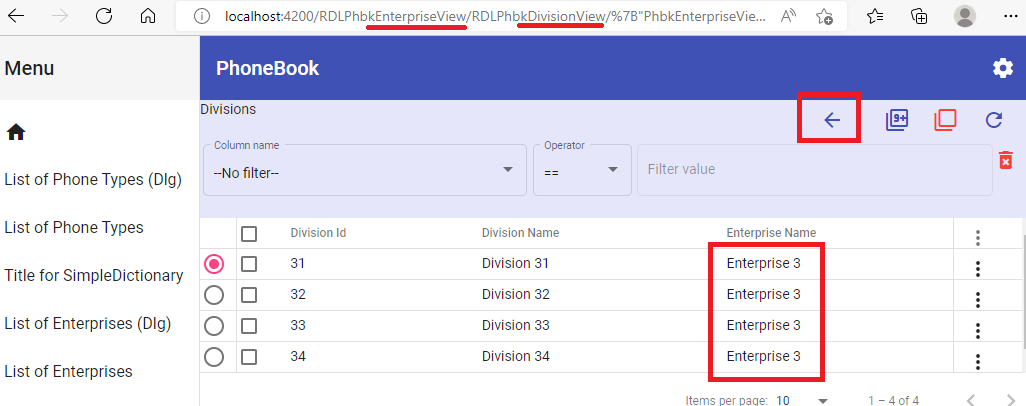 localhost:4200/RDLPhbkEnterpriseView/RDLPhbkDivisionView/%7B"PhbkEnterpriseVie...
Menu
PhoneBook
Divisions
9+
Column name
Operator
--No filter--
==
Filter value
List of Phone Types (Dlg)
List of Phone Types
Title for SimpleDictionary
List of Enterprises (Dlg)
List of Enterprises
Division Id Division Name Enterprise Name
31 Division 31 Enterprise 3
32 Division 32 Enterprise 3
33 Division 33 Enterprise 3
34 Division 34 Enterprise 3
Items per page: 10 1 – 4 of 4